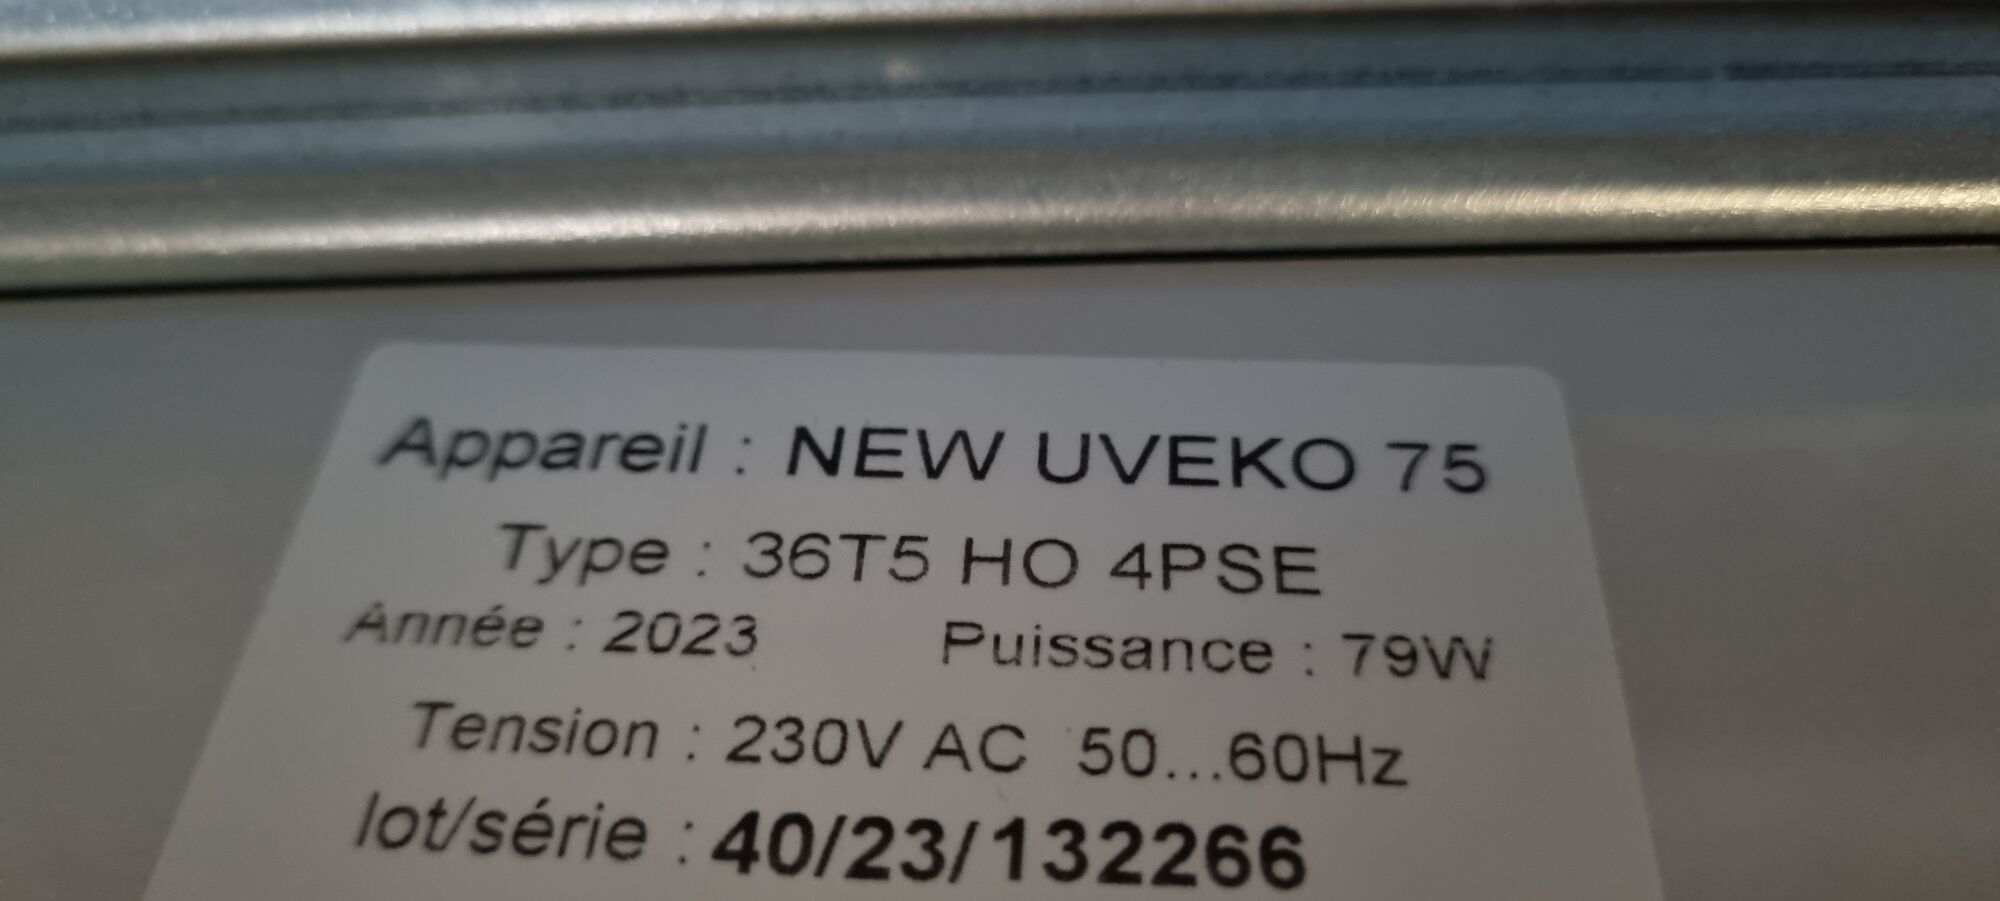 Appareil : NEW UVEKO 75
Type : 36T5 HO 4PSE
Année : 2023 Puissance : 79W
Tension : 230V AC 50...60Hz
lot/série : 40/23/132266